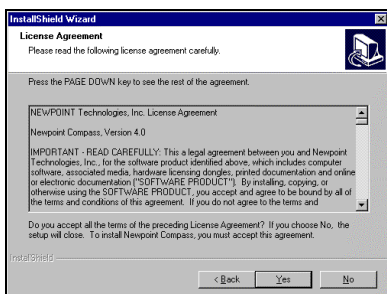 InstallShield Wizard
License Agreement
Please read the following license agreement carefully.
Press the PAGE DOWN key to see the rest of the agreement.
NEWPOINT Technologies, Inc. License Agreement
Newpoint Compass, Version 4.0
IMPORTANT - READ CAREFULLY: This is a legal agreement between you and Newpoint
Technologies, Inc., for the software product identified above, which includes computer
software, associated media, hardware licensing dongles, printed documentation and online
or electronic documentation ("SOFTWARE PRODUCT"). By installing, copying, or
otherwise using the SOFTWARE PRODUCT, you accept and agree to be bound by all of
the terms and conditions of this agreement. If you do not agree to the terms and
Do you accept all the terms of the preceding License Agreement? If you choose No, the
setup will close. To install Newpoint Compass, you must accept this agreement.
InstallShield
< Back Yes No